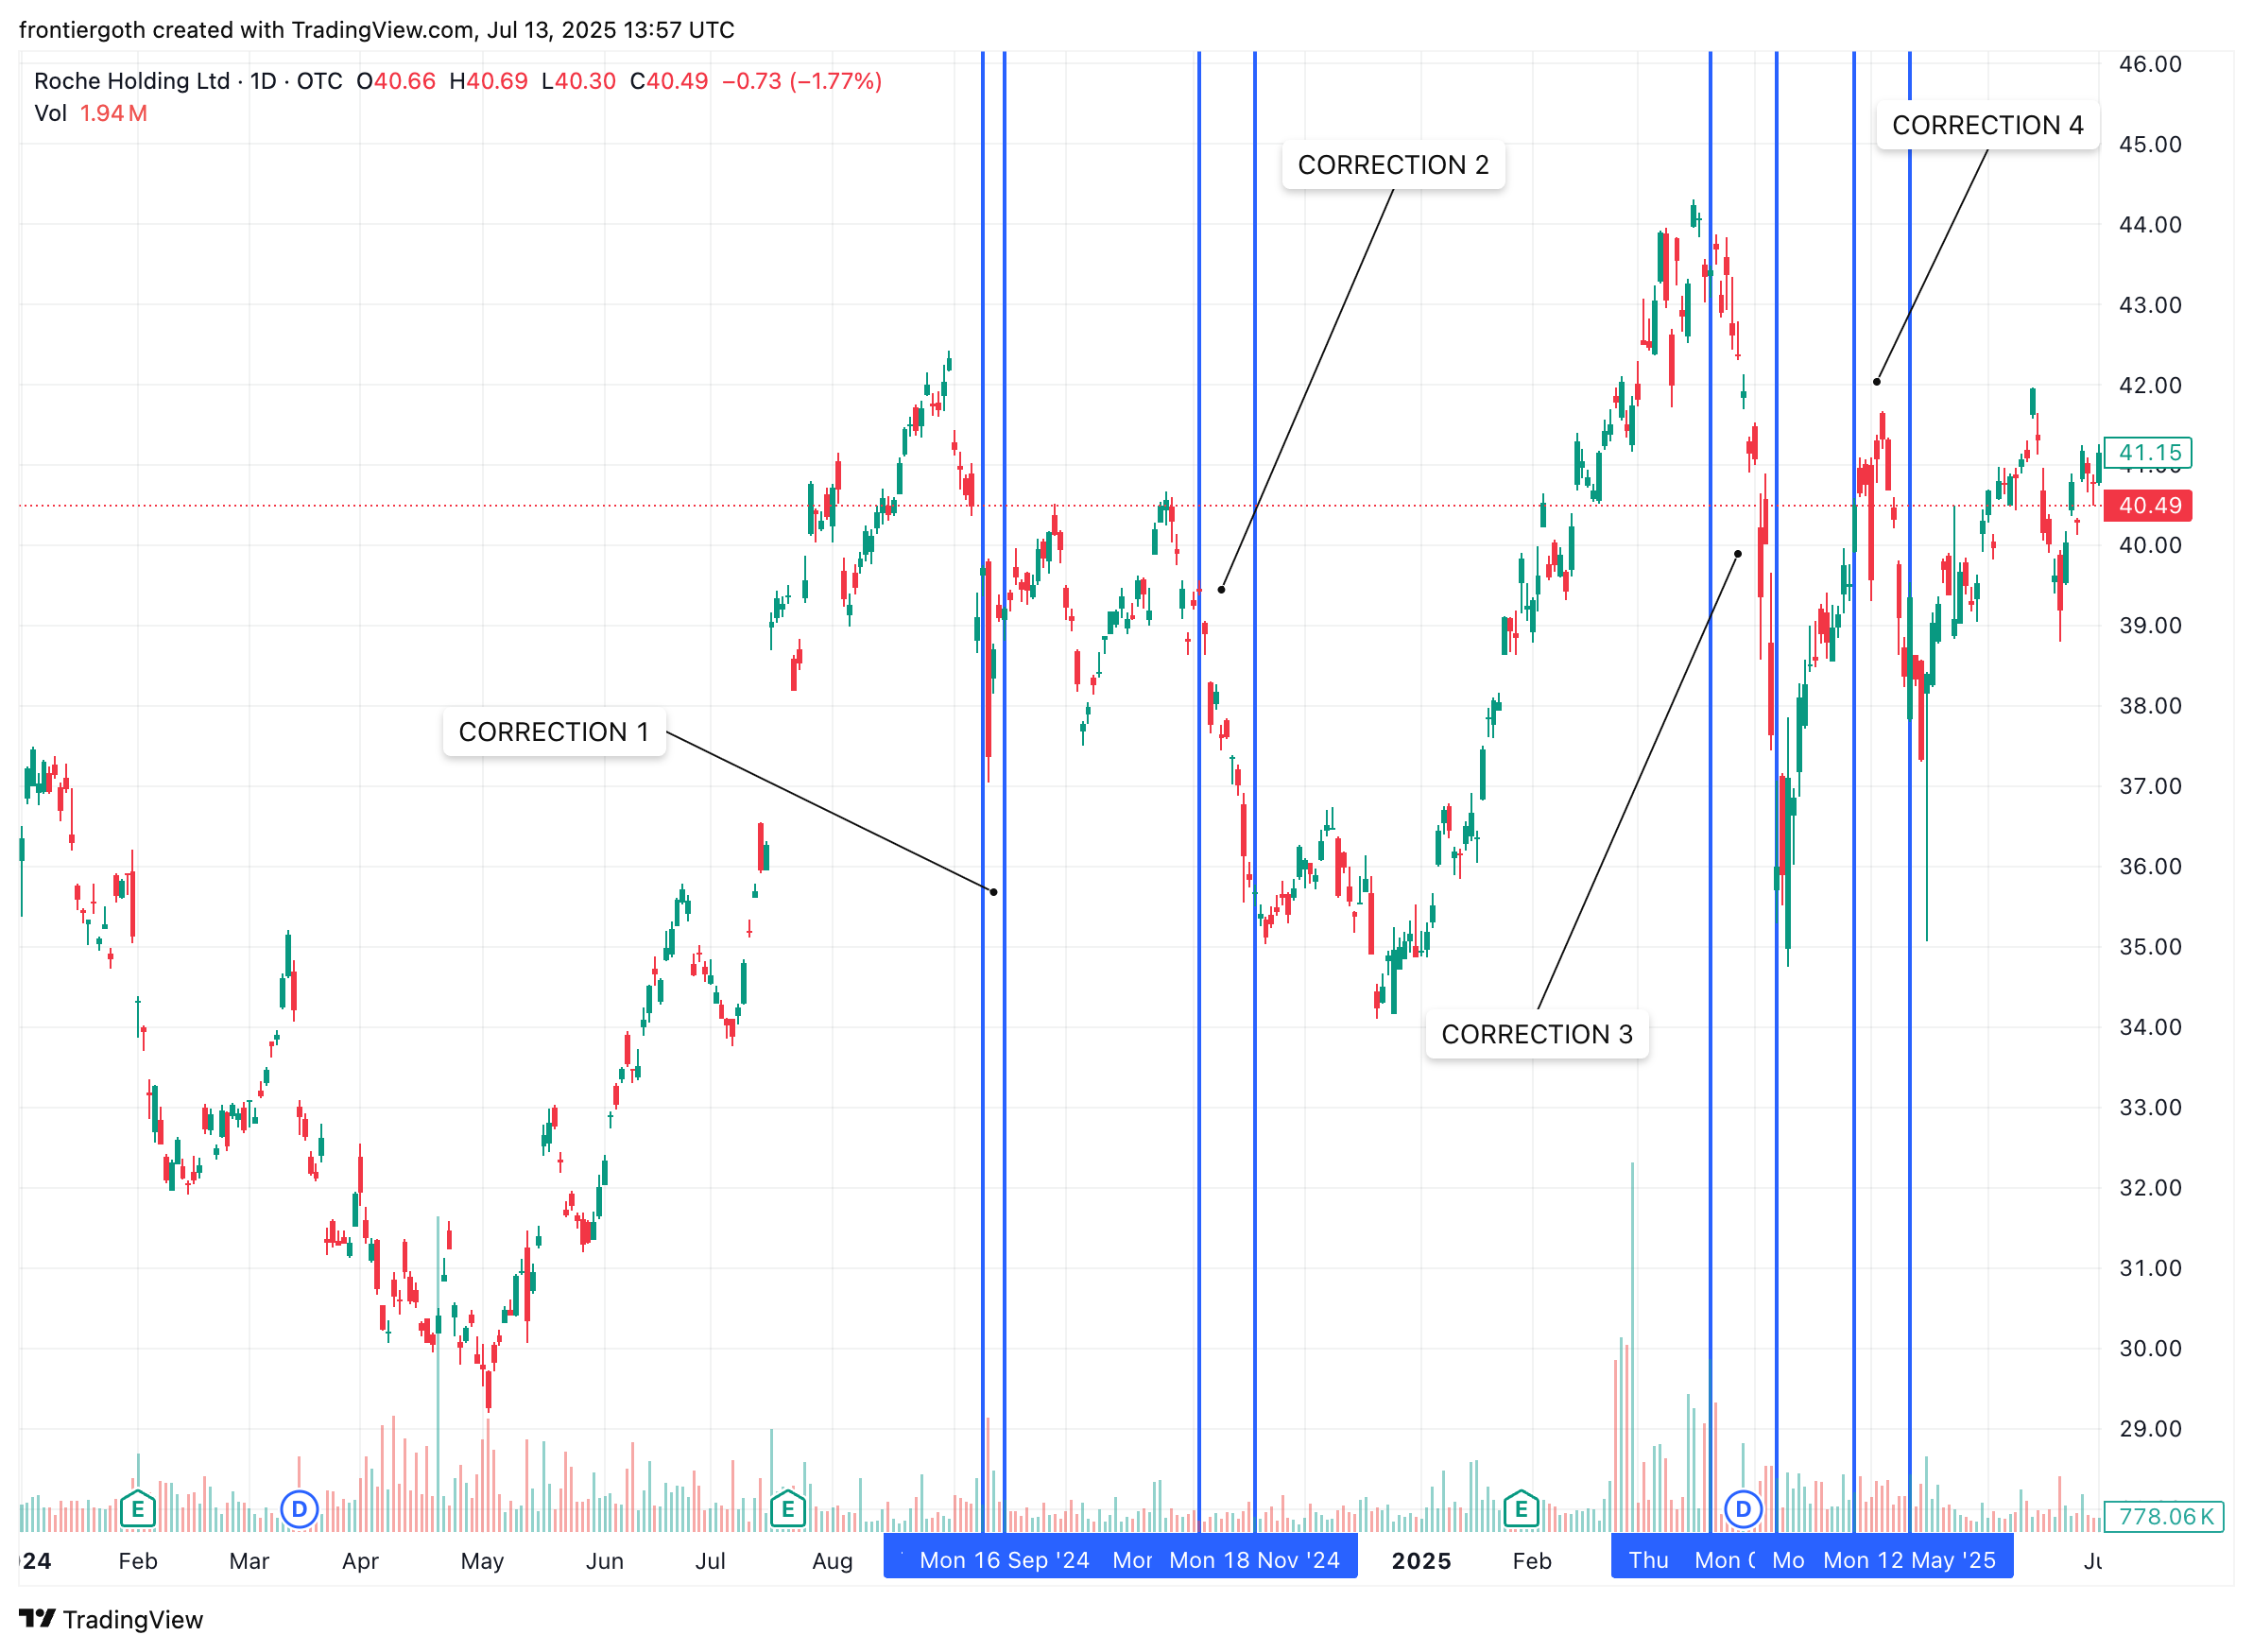 frontiergoth created with TradingView.com, Jul 13, 2025 13:57 UTC
Roche Holding Ltd · 1D · OTC O40.66 H40.69 L40.30 C40.49 −0.73 (−1.77%)
Vol 1.94 M
46.00
CORRECTION 4
45.00
CORRECTION 2
44.00
43.00
42.00
41.15
40.49
40.00
39.00
38.00
CORRECTION 1
37.00
36.00
35.00
34.00
CORRECTION 3
33.00
32.00
31.00
30.00
29.00
E D E E D
778.06 K
24 Feb Mar Apr May Jun Jul Aug Mon 16 Sep '24 Mon 18 Nov '24 2025 Feb Thu Mon Mon 12 May '25
TradingView